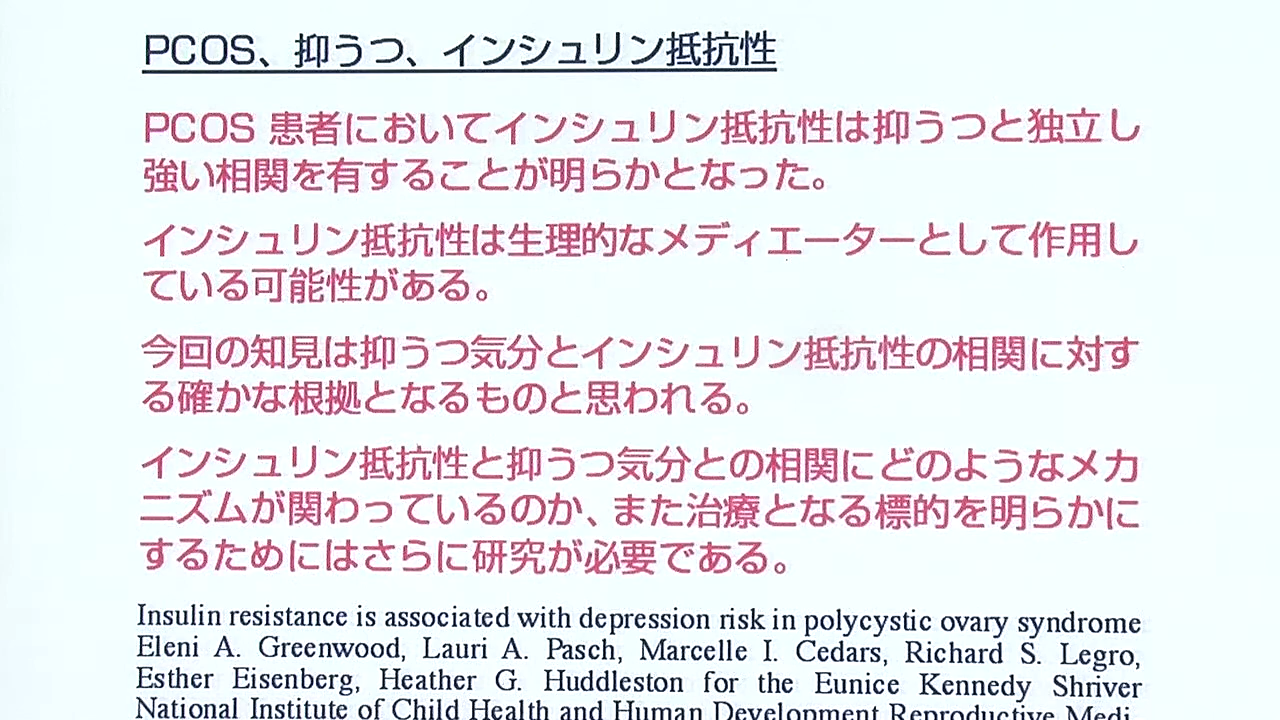 PCOS、抑うつ、インシュリン抵抗性
PCOS 患者においてインシュリン抵抗性は抑うつと独立し
強い相関を有することが明らかとなった。
インシュリン抵抗性は生理的なメディエーターとして作用し
ている可能性がある。
今回の知見は抑うつ気分とインシュリン抵抗性の相関に対す
る確かな根拠となるものと思われる。
インシュリン抵抗性と抑うつ気分との相関にどのようなメカ
ニズムが関わっているのか、また治療となる標的を明らかに
するためにはさらに研究が必要である。
Insulin resistance is associated with depression risk in polycystic ovary syndrome
Eleni A. Greenwood, Lauri A. Pasch, Marcelle I. Cedars, Richard S. Legro,
Esther Eisenberg, Heather G. Huddleston for the Eunice Kennedy Shriver
National Institute of Child Health and Human Development Reproductive Medi-